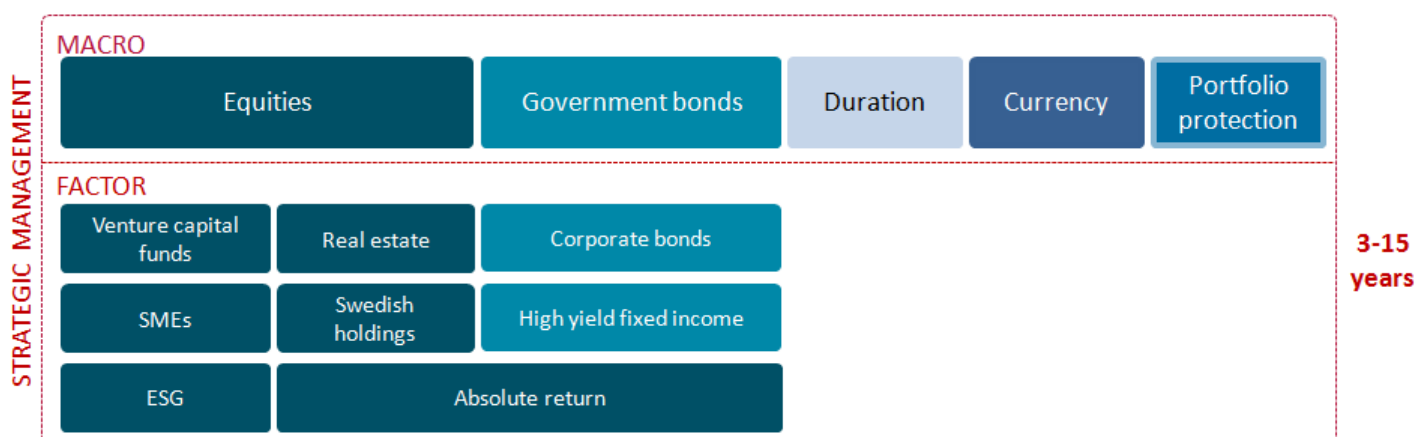 MACRO
Equities
Government bonds
Duration
Currency
Portfolio
protection
STRATEGIC MANAGEMENT
FACTOR
Venture capital
funds
Real estate
Corporate bonds
SMEs
Swedish
holdings
High yield fixed income
ESG
Absolute return
3-15
years